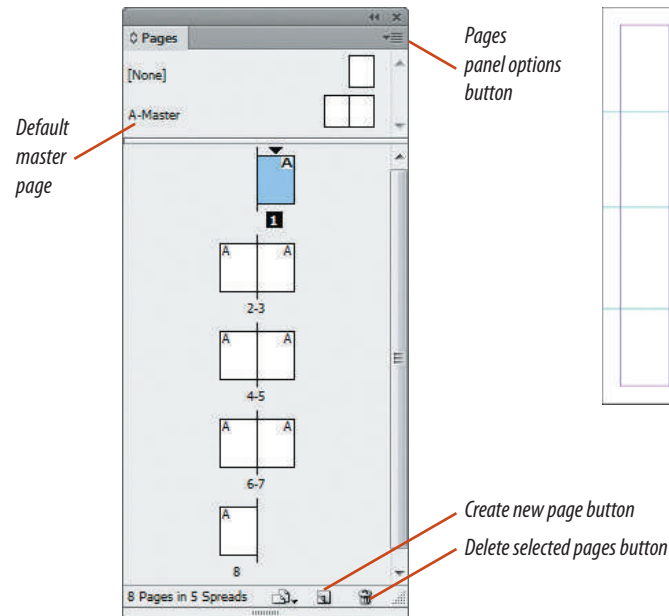 Pages
[None]
A-Master
A
1
A A
2-3
A A
4-5
A A
6-7
A
8
8 Pages in 5 Spreads
Default
master
page
Pages
panel options
button
Create new page button
Delete selected pages button